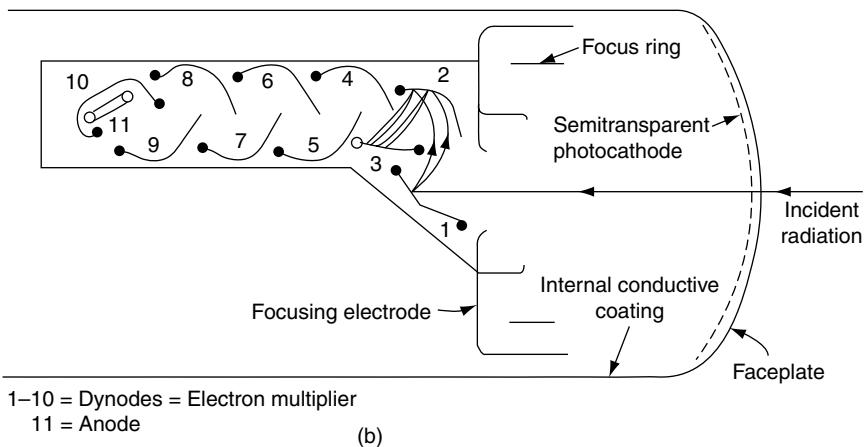 10
8
6
4
2
Focus ring
11
Semitransparent
photocathode
9
7
5
3
1
Incident
radiation
Internal conductive
coating
Focusing electrode
Faceplate
1–10 = Dynodes = Electron multiplier
11 = Anode
(b)